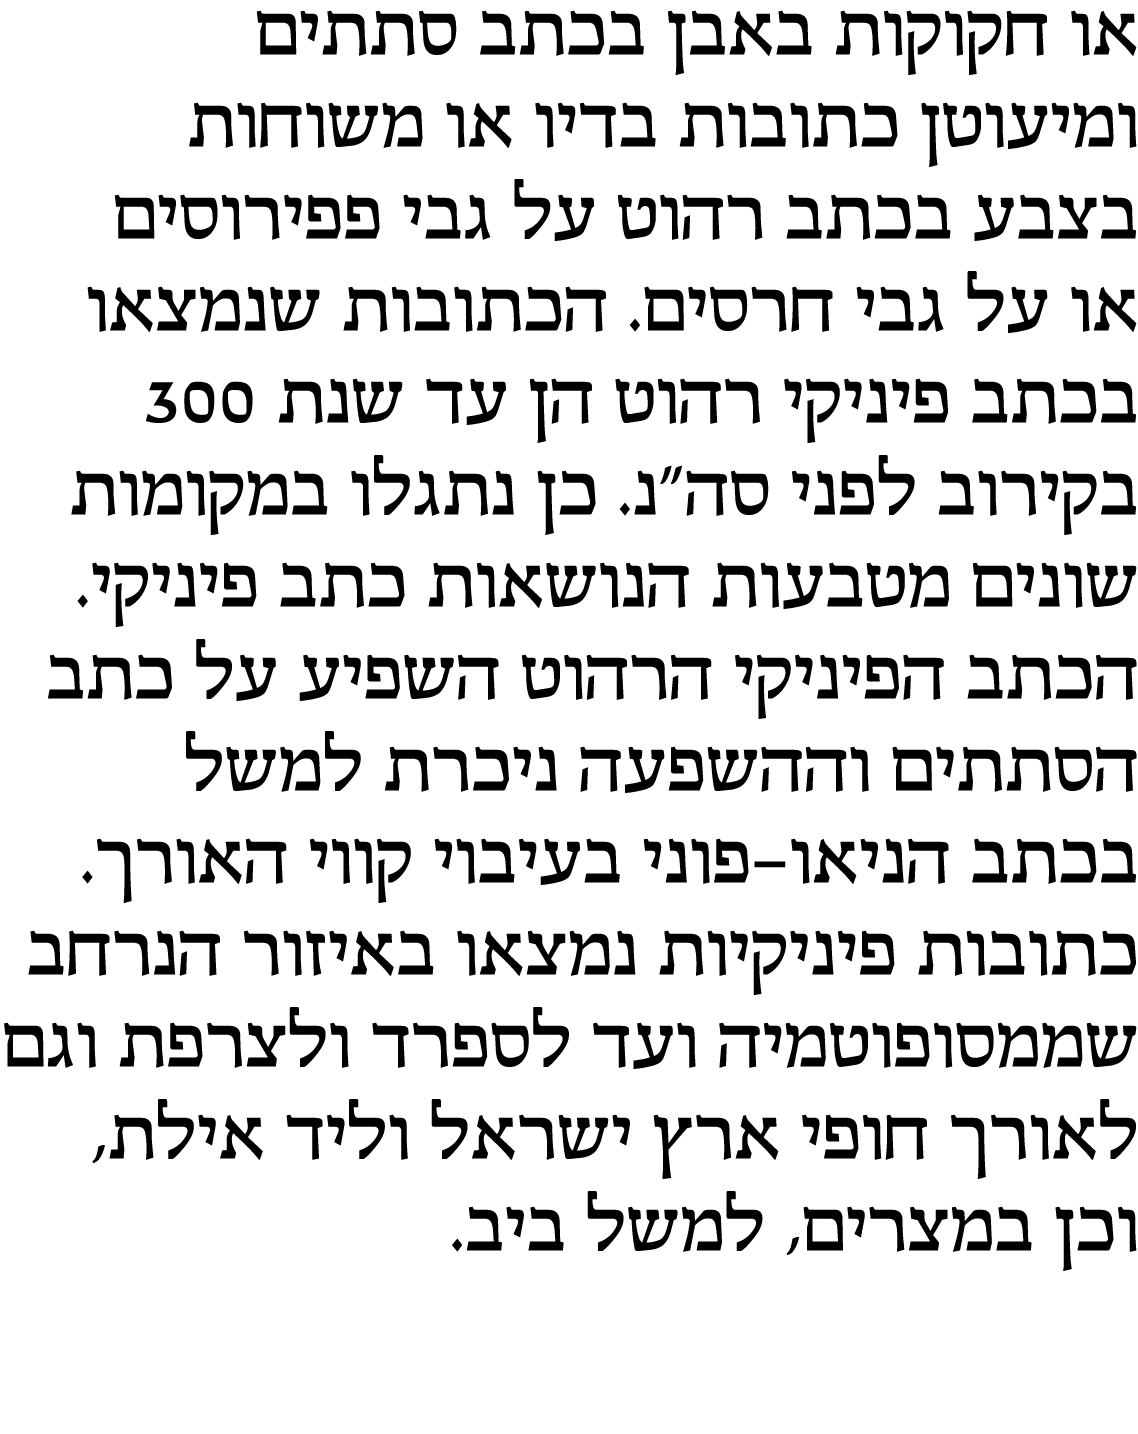 או חקוקות באבן בכתב סתתים
ומיעוטן כתובות בדיו או משוחות
בצבע בכתב רהוט על גבי פפירוסים
או על גבי חרסים. הכתובות שנמצאו
בכתב פיניקי רהוט הן עד שנת 300
בקירוב לפני סה״נ. כן נתגלו במקומות
שונים מטבעות הנושאות כתב פיניקי.
הכתב הפיניקי הרהוט השפיע על כתב
הסתתים וההשפעה ניכרת למשל
בכתב הניאו–פוני בעיבוי קווי האורך.
כתובות פיניקיות נמצאו באיזור הנרחב
שממסופוטמיה ועד לספרד ולצרפת וגם
לאורך חופי ארץ ישראל וליד אילת,
וכן במצרים, למשל ביב.